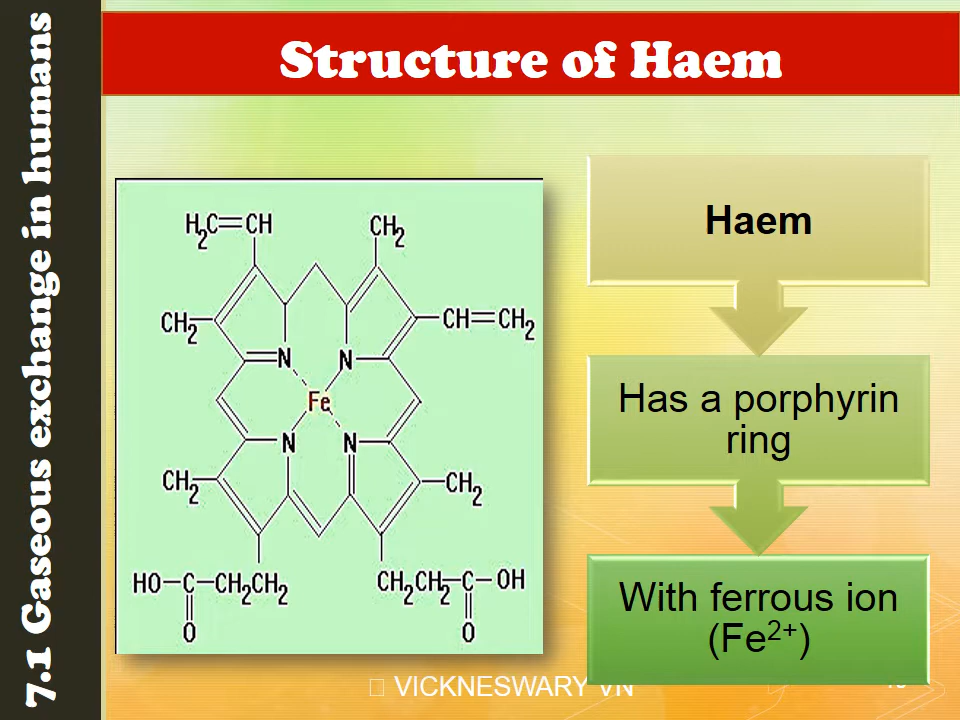 7.1 Gaseous exchange in humans
Structure of Haem
H₂C=CH
CH₂
CH₂
CH=CH₂
N
N
Fe
N
N
CH₂
CH₂
HO–C–CH₂CH₂
O
CH₂CH₂–C–OH
O
Haem
Has a porphyrin
ring
With ferrous ion
(Fe²⁺)
VICKNESWARY VN